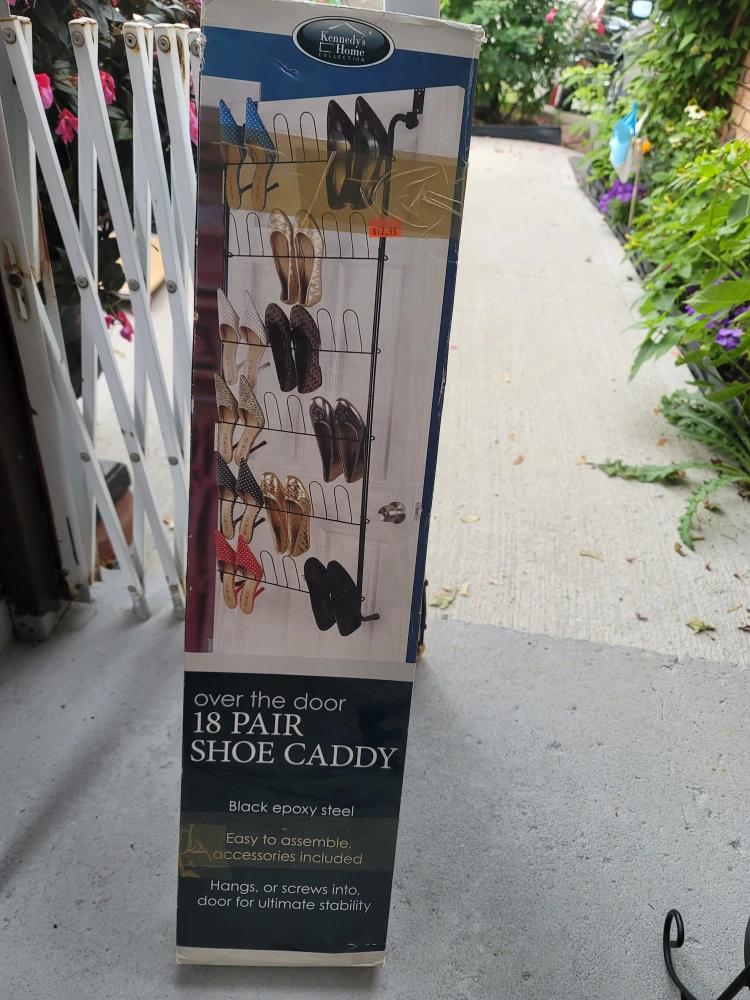 Kennedy's
Home
COLLECTION
$17.99
over the door
18 PAIR
SHOE CADDY
Black epoxy steel
Easy to assemble,
accessories included
Hangs, or screws into,
door for ultimate stability